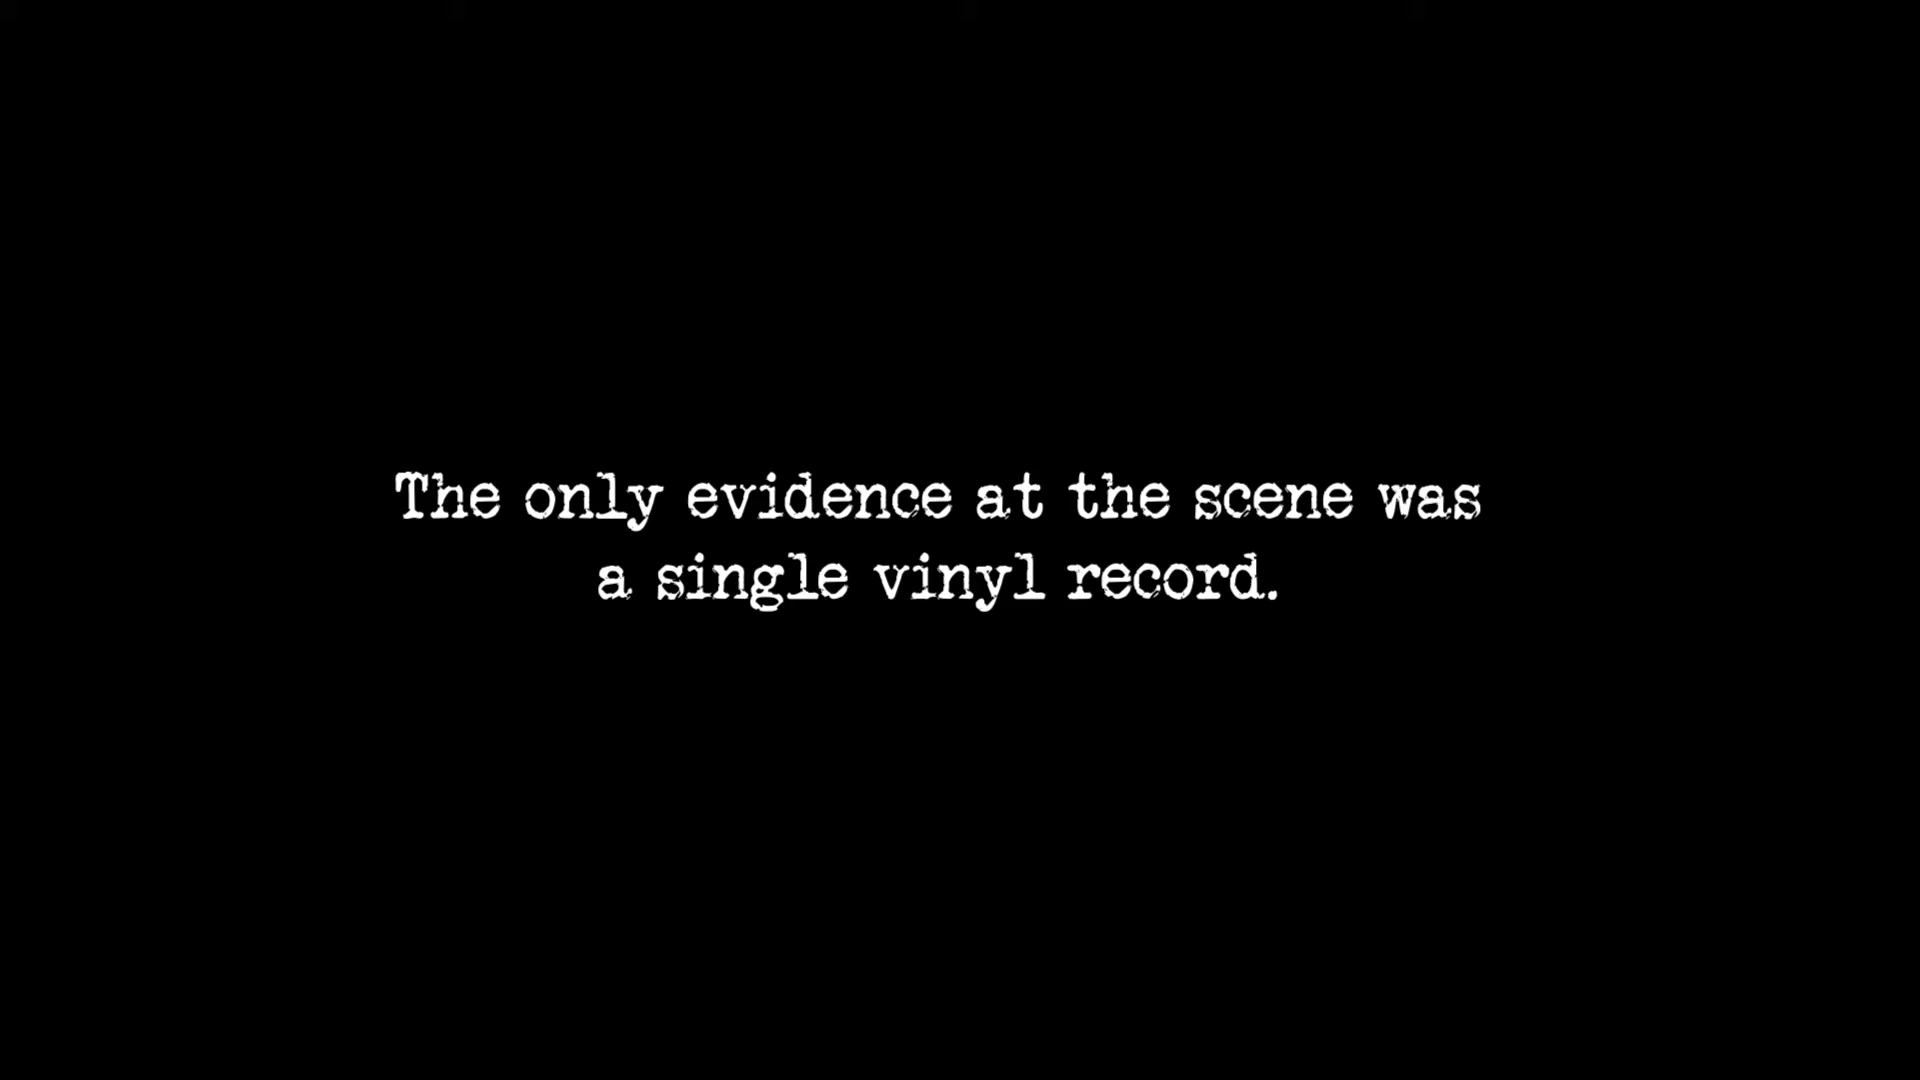 The only evidence at the scene was
a single vinyl record.